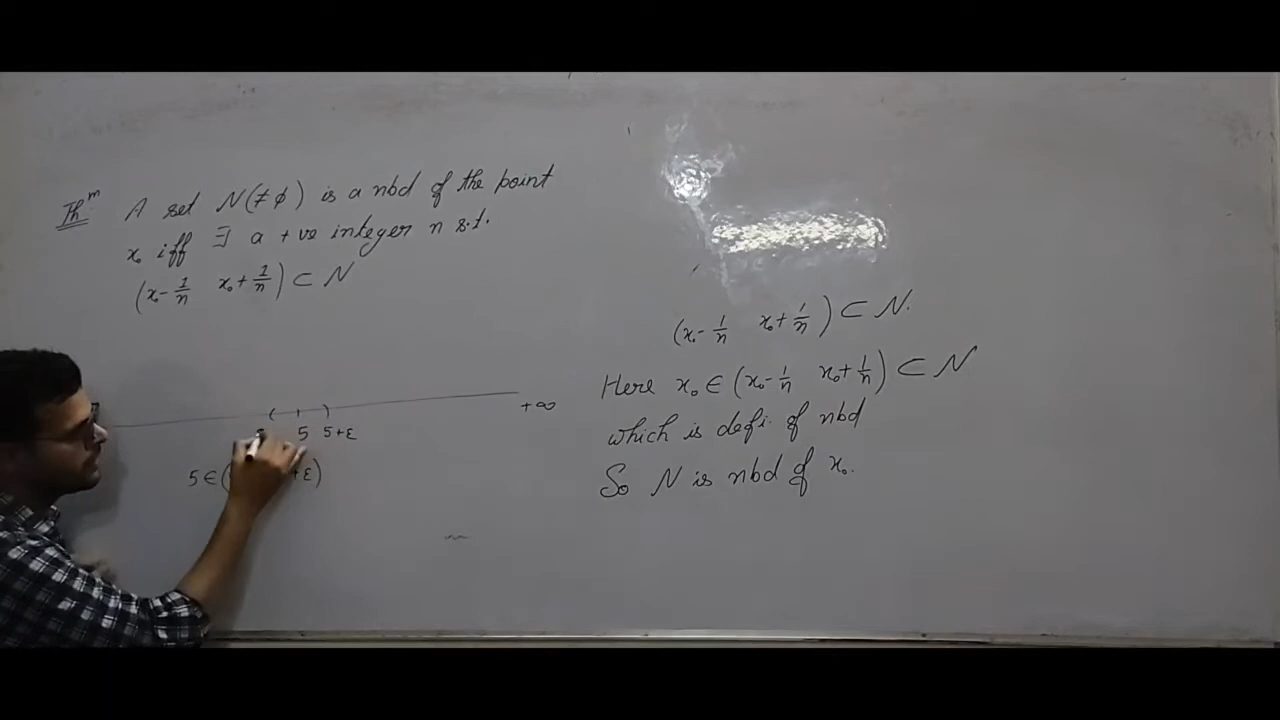 Thm: A set N(≠ϕ) is a nbd of the point
x₀ iff ∃ a +ve integer n s.t.
(x₀-1/n x₀+1/n) ⊂ N
+∞
5 5+ε
5∈( +ε)
(x₀-1/n x₀+1/n) ⊂ N.
Here x₀ ∈ (x₀-1/n x₀+1/n) ⊂ N
which is defi. of nbd
So N is nbd of x₀.